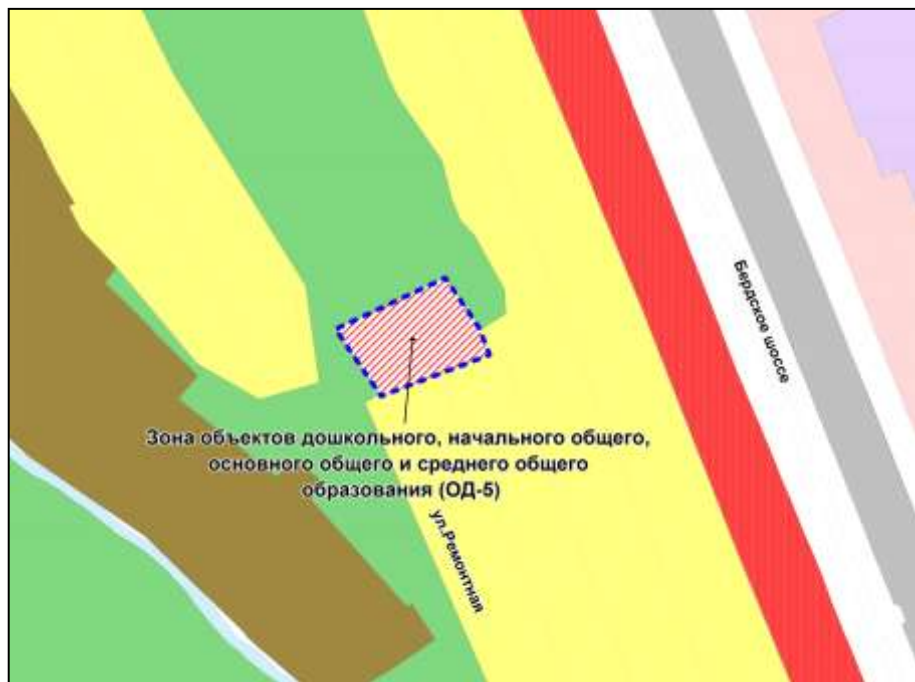 Бердское шоссе
Зона объектов дошкольного, начального общего,
основного общего и среднего общего
образования (ОД-5)
ул.Ремонтная